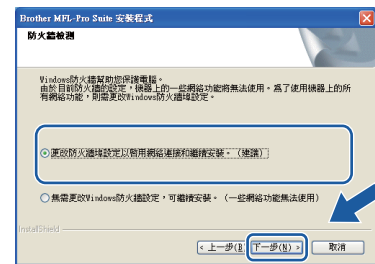 Brother MFL-Pro Suite 安裝程式
防火牆檢測
Windows防火牆幫助您保護電腦。
由於目前防火牆的設定，機器上的一些網絡功能將無法使用。爲了使用機器上的所
有網絡功能，則需更改Windows防火牆埠設定。
更改防火牆埠設定以啓用網絡連接和繼續安裝。（建議）
無需更改Windows防火牆設定，可繼續安裝。（一些網絡功能無法使用）
InstallShield
< 上一步(B) 下一步(N) > 取消